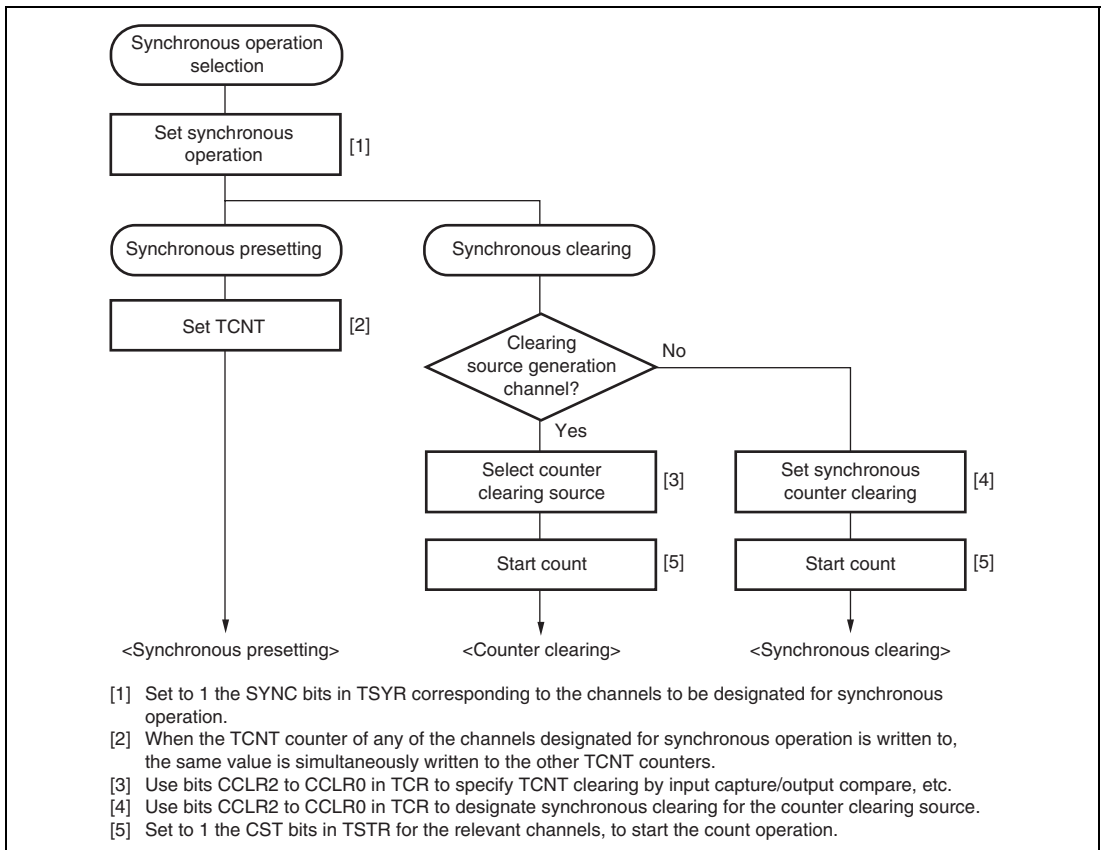 Synchronous operation
selection
Set synchronous
operation
[1]
Synchronous presetting
Synchronous clearing
Set TCNT
[2]
Clearing
source generation
channel?
No
Yes
Select counter
clearing source
[3]
Set synchronous
counter clearing
[4]
Start count
[5]
Start count
[5]
<Synchronous presetting>
<Counter clearing>
<Synchronous clearing>
[1] Set to 1 the SYNC bits in TSYR corresponding to the channels to be designated for synchronous
operation.
[2] When the TCNT counter of any of the channels designated for synchronous operation is written to,
the same value is simultaneously written to the other TCNT counters.
[3] Use bits CCLR2 to CCLR0 in TCR to specify TCNT clearing by input capture/output compare, etc.
[4] Use bits CCLR2 to CCLR0 in TCR to designate synchronous clearing for the counter clearing source.
[5] Set to 1 the CST bits in TSTR for the relevant channels, to start the count operation.